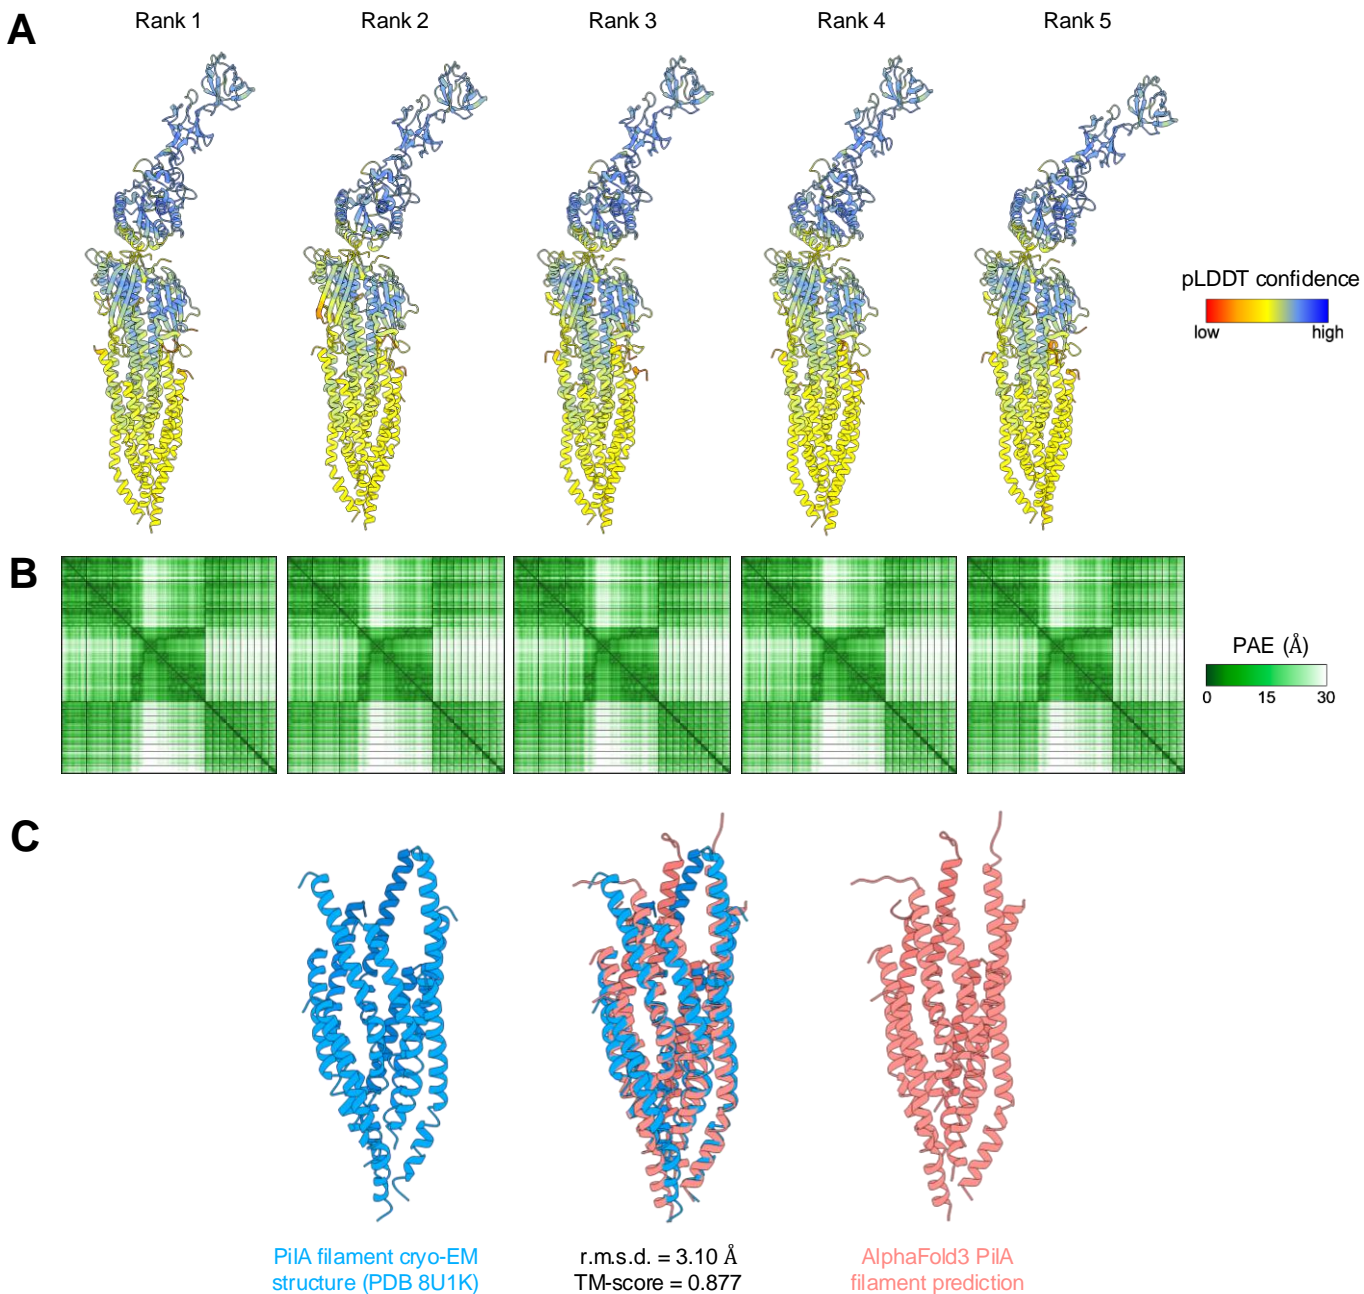 A
Rank 1
Rank 2
Rank 3
Rank 4
Rank 5
pLDDT confidence
low
high
B
PAE (Å)
0
15
30
C
PilA filament cryo-EM
structure (PDB 8U1K)
r.m.s.d. = 3.10 Å
TM-score = 0.877
AlphaFold3 PilA
filament prediction